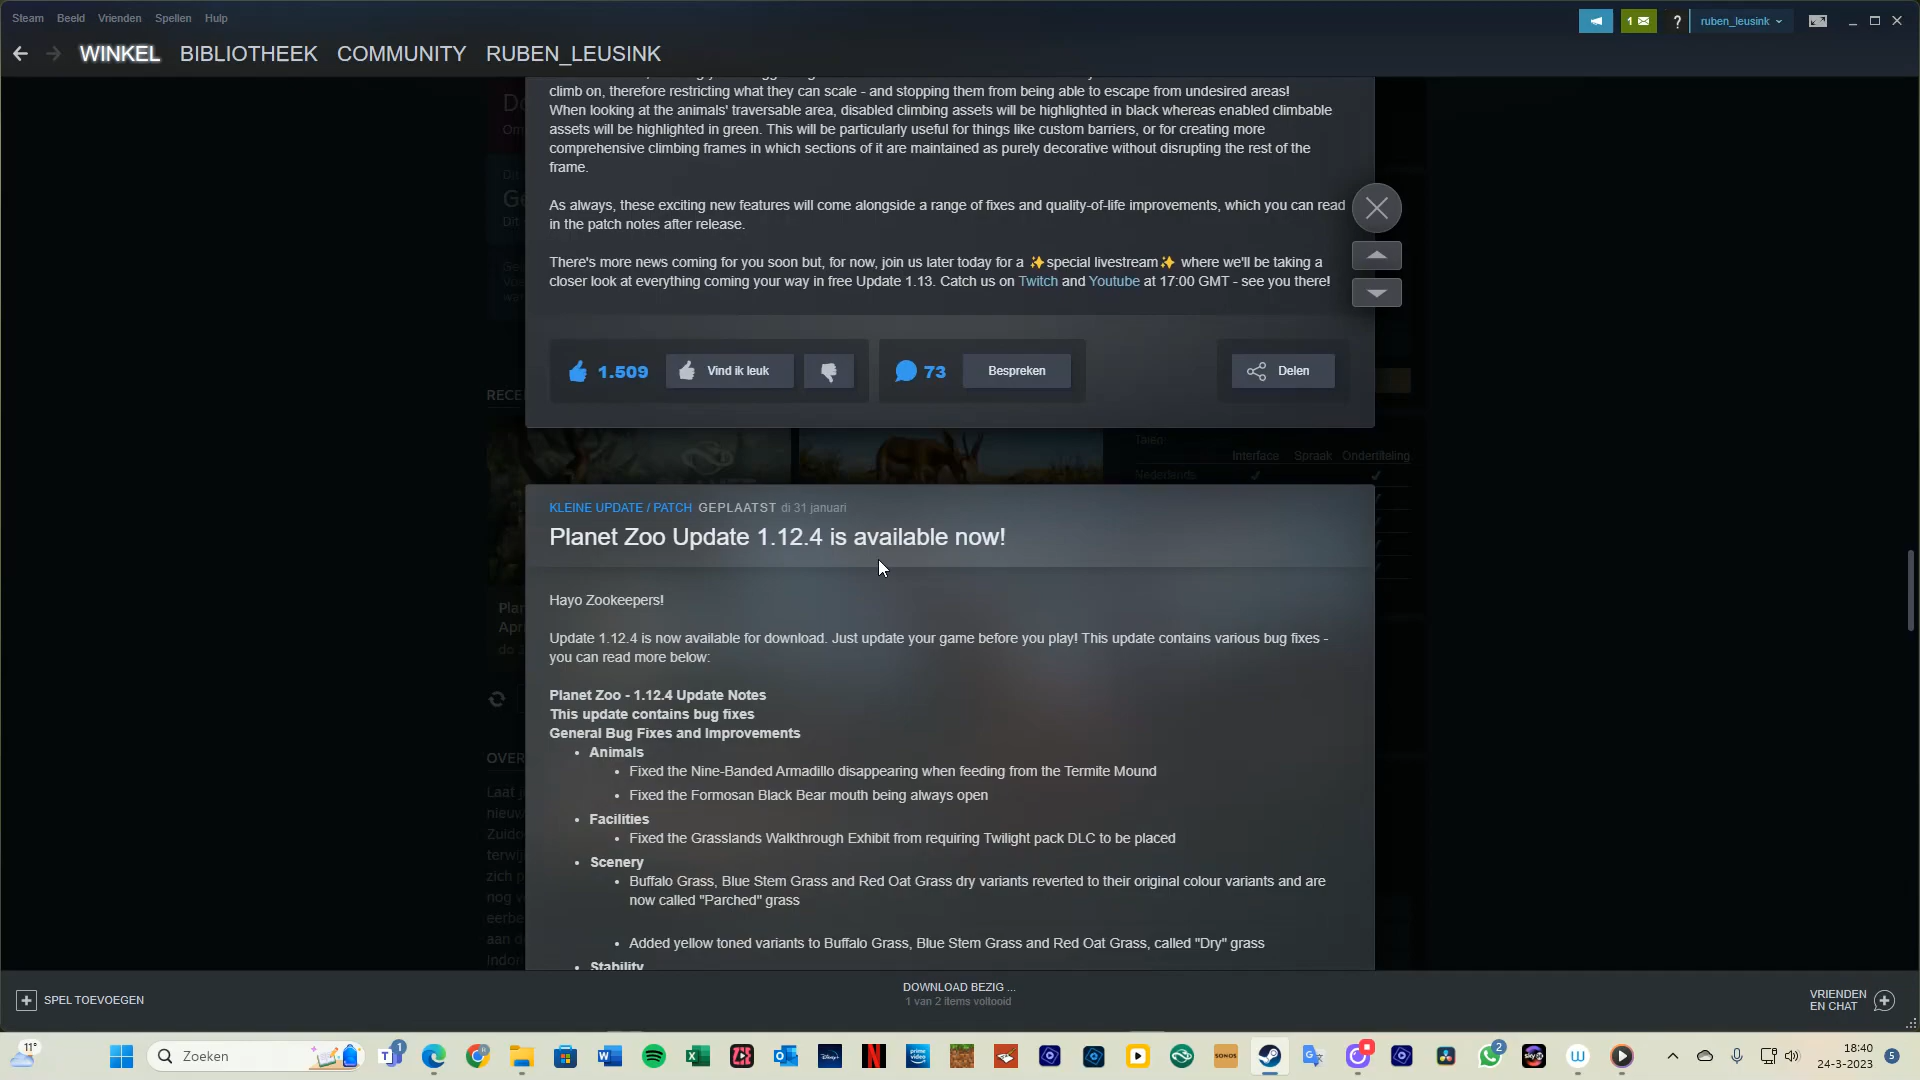 Steam Beeld Vrienden Spellen Hulp
1
?
ruben_leusink
WINKEL BIBLIOTHEEK COMMUNITY RUBEN_LEUSINK
climb on, therefore restricting what they can scale - and stopping them from being able to escape from undesired areas!
When looking at the animals' traversable area, disabled climbing assets will be highlighted in black whereas enabled climbable
assets will be highlighted in green. This will be particularly useful for things like custom barriers, or for creating more
comprehensive climbing frames in which sections of it are maintained as purely decorative without disrupting the rest of the
frame.
As always, these exciting new features will come alongside a range of fixes and quality-of-life improvements, which you can read
in the patch notes after release.
There's more news coming for you soon but, for now, join us later today for a ✨special livestream✨ where we'll be taking a
closer look at everything coming your way in free Update 1.13. Catch us on Twitch and Youtube at 17:00 GMT - see you there!
1.509 Vind ik leuk 73 Bespreken Delen
RECE
Talen:
Interface Spraak Ondertiteling
Nederlands
KLEINE UPDATE / PATCH GEPLAATST di 31 januari
Planet Zoo Update 1.12.4 is available now!
Hayo Zookeepers!
Update 1.12.4 is now available for download. Just update your game before you play! This update contains various bug fixes -
you can read more below:
Planet Zoo - 1.12.4 Update Notes
This update contains bug fixes
General Bug Fixes and Improvements
• Animals
• Fixed the Nine-Banded Armadillo disappearing when feeding from the Termite Mound
• Fixed the Formosan Black Bear mouth being always open
• Facilities
• Fixed the Grasslands Walkthrough Exhibit from requiring Twilight pack DLC to be placed
• Scenery
• Buffalo Grass, Blue Stem Grass and Red Oat Grass dry variants reverted to their original colour variants and are
now called "Parched" grass
• Added yellow toned variants to Buffalo Grass, Blue Stem Grass and Red Oat Grass, called "Dry" grass
• Stability
OVER
SPEL TOEVOEGEN
DOWNLOAD BEZIG ...
1 van 2 items voltooid
VRIENDEN
EN CHAT
11°
Zoeken
1
2
18:40
24-3-2023
5